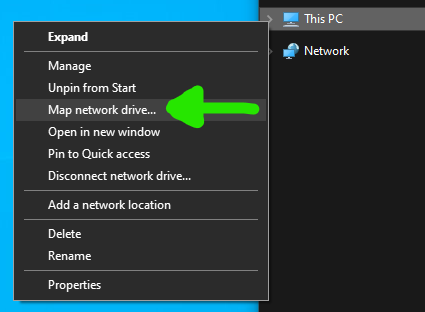 This PC
Network
Expand
Manage
Unpin from Start
Map network drive...
Open in new window
Pin to Quick access
Disconnect network drive...
Add a network location
Delete
Rename
Properties